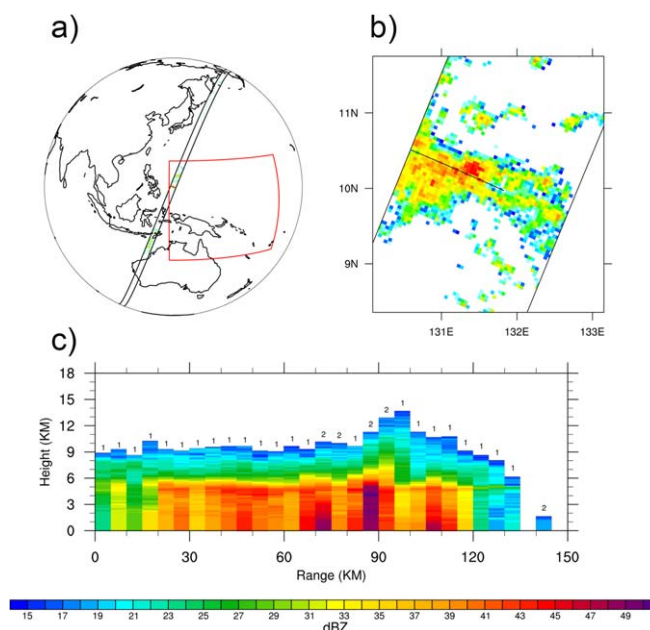 a)
b)
11N
10N
9N
131E 132E 133E
c)
Height (KM)
18
15
12
9
6
3
0
1 1 1 1 1 1 1 1 1 1 1 1 1 1 2 2 1 2 2 1 1 1 1 1 1 1 1 2
0 30 60 90 120 150
Range (KM)
15 17 19 21 23 25 27 29 31 33 35 37 39 41 43 45 47 49
dBZ